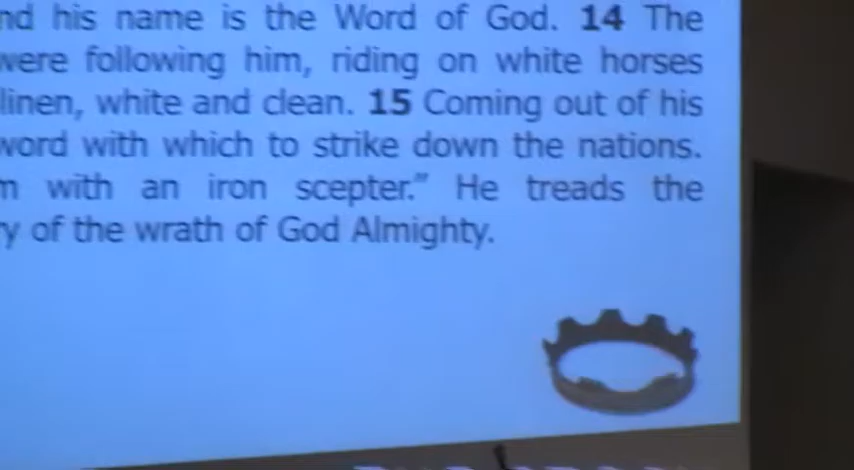 nd his name is the Word of God. 14 The
were following him, riding on white horses
linen, white and clean. 15 Coming out of his
word with which to strike down the nations.
m with an iron scepter.” He treads the
y of the wrath of God Almighty.